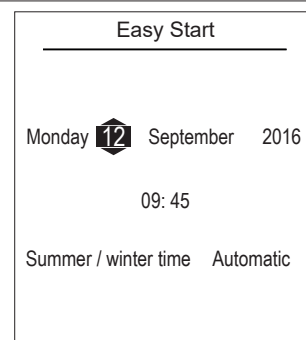 Easy Start
Monday 12 September 2016
09: 45
Summer / winter time Automatic